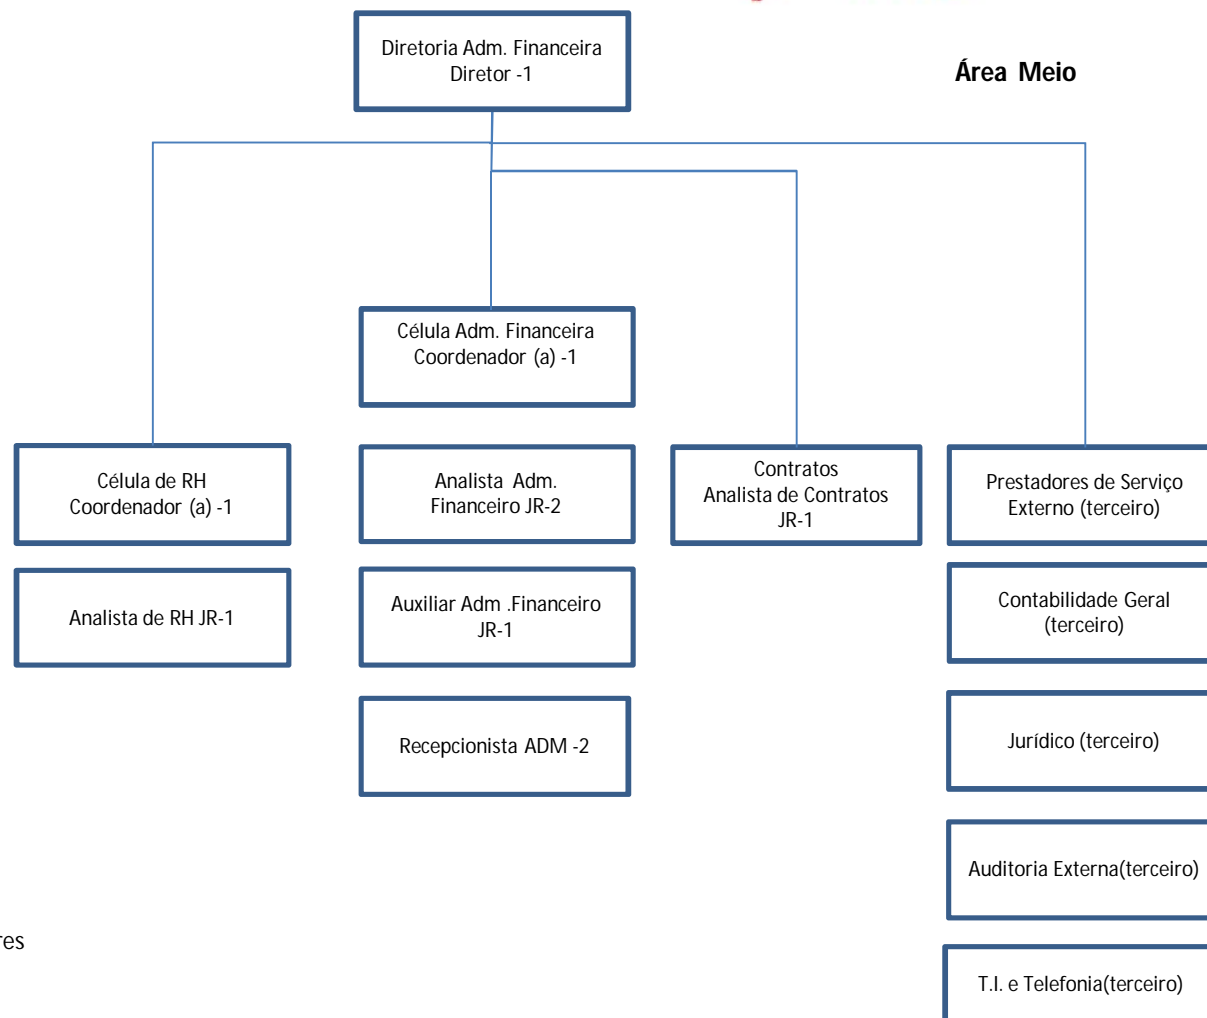 Diretoria Adm. Financeira
Diretor -1
Área Meio
Célula Adm. Financeira
Coordenador (a) -1
Célula de RH
Coordenador (a) -1
Analista Adm.
Financeiro JR-2
Contratos
Analista de Contratos
JR-1
Prestadores de Serviço
Externo (terceiro)
Analista de RH JR-1
Auxiliar Adm .Financeiro
JR-1
Contabilidade Geral
(terceiro)
Recepcionista ADM -2
Jurídico (terceiro)
Auditoria Externa(terceiro)
res
T.I. e Telefonia(terceiro)